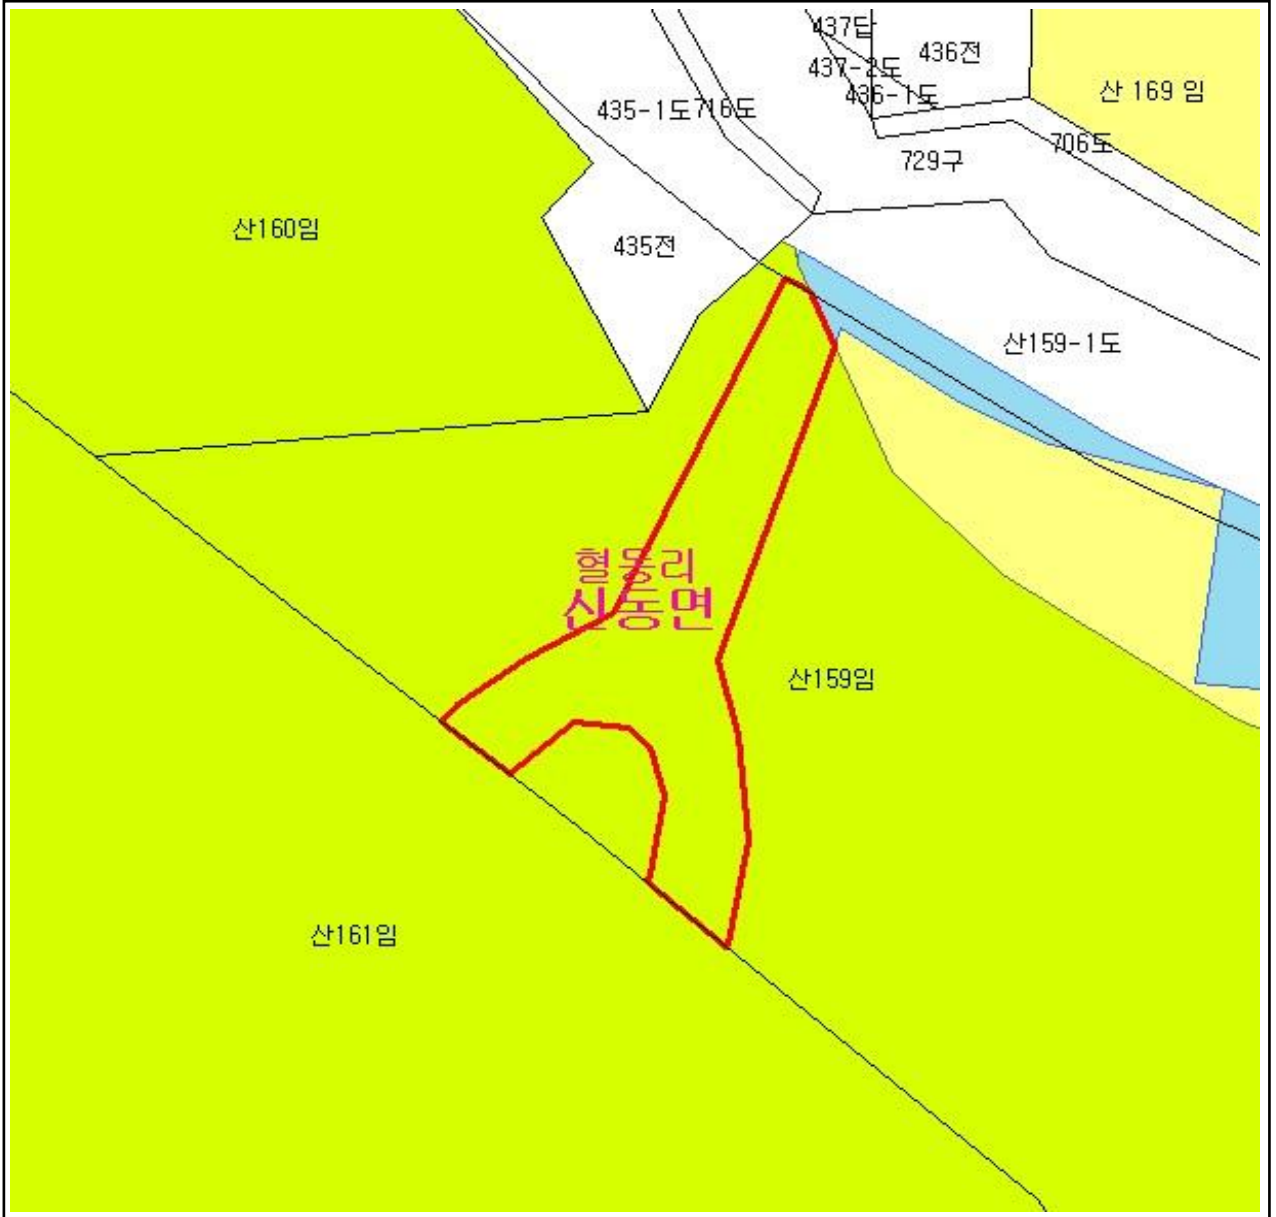 437답
436전
437-2도
436-1도
산 169 임
435-1도
716도
706도
729구
산160임
435전
산159-1도
혈동리
신동면
산159임
산161임